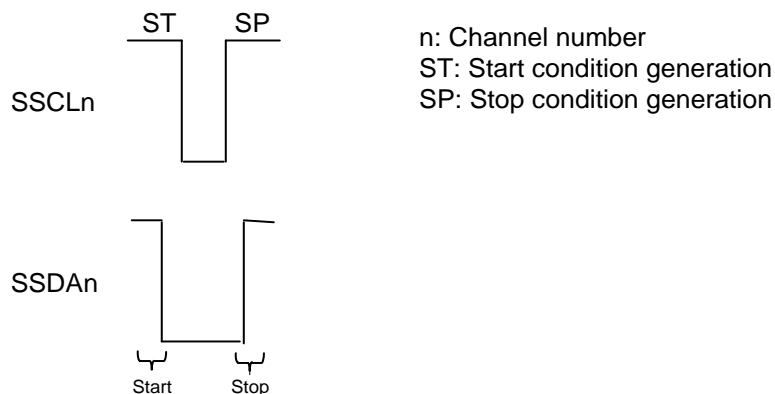 ST SP
n: Channel number
ST: Start condition generation
SP: Stop condition generation
SSCLn
SSDAn
Start Stop